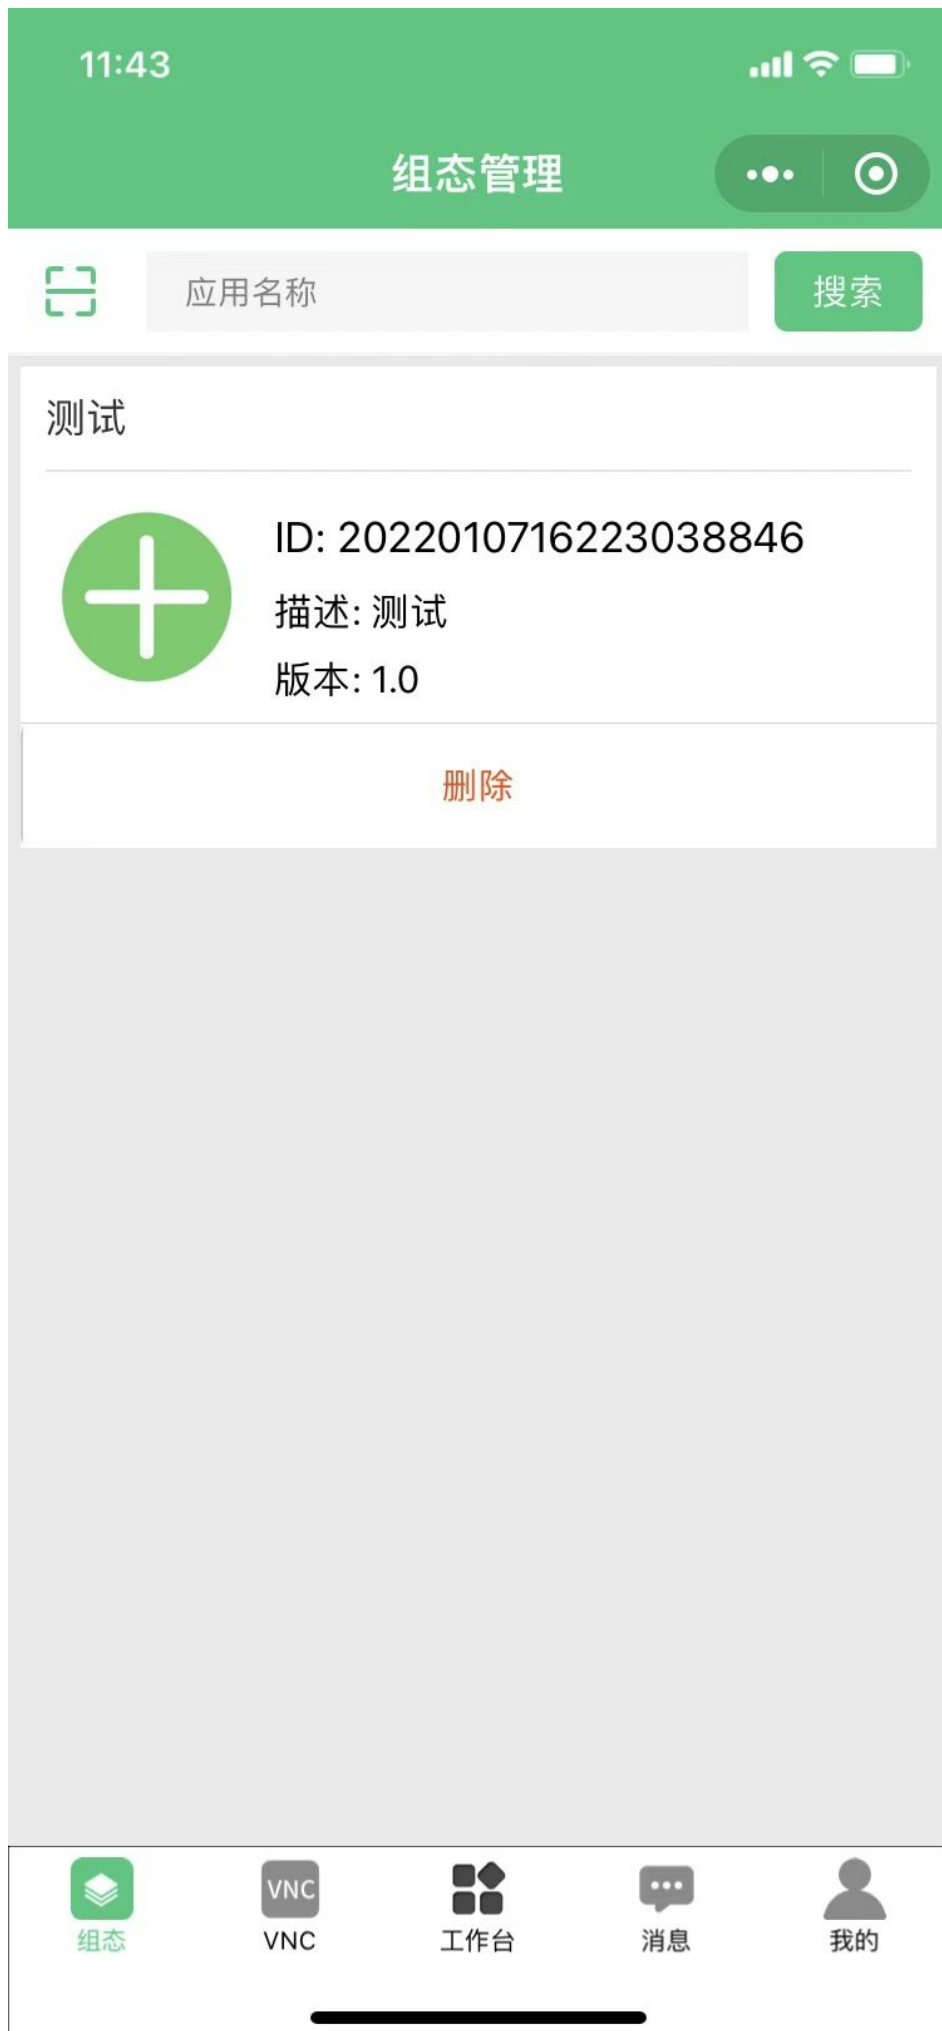 11:43
组态管理
应用名称
搜索
测试
ID: 2022010716223038846
描述: 测试
版本: 1.0
删除
VNC
组态
VNC
工作台
消息
我的